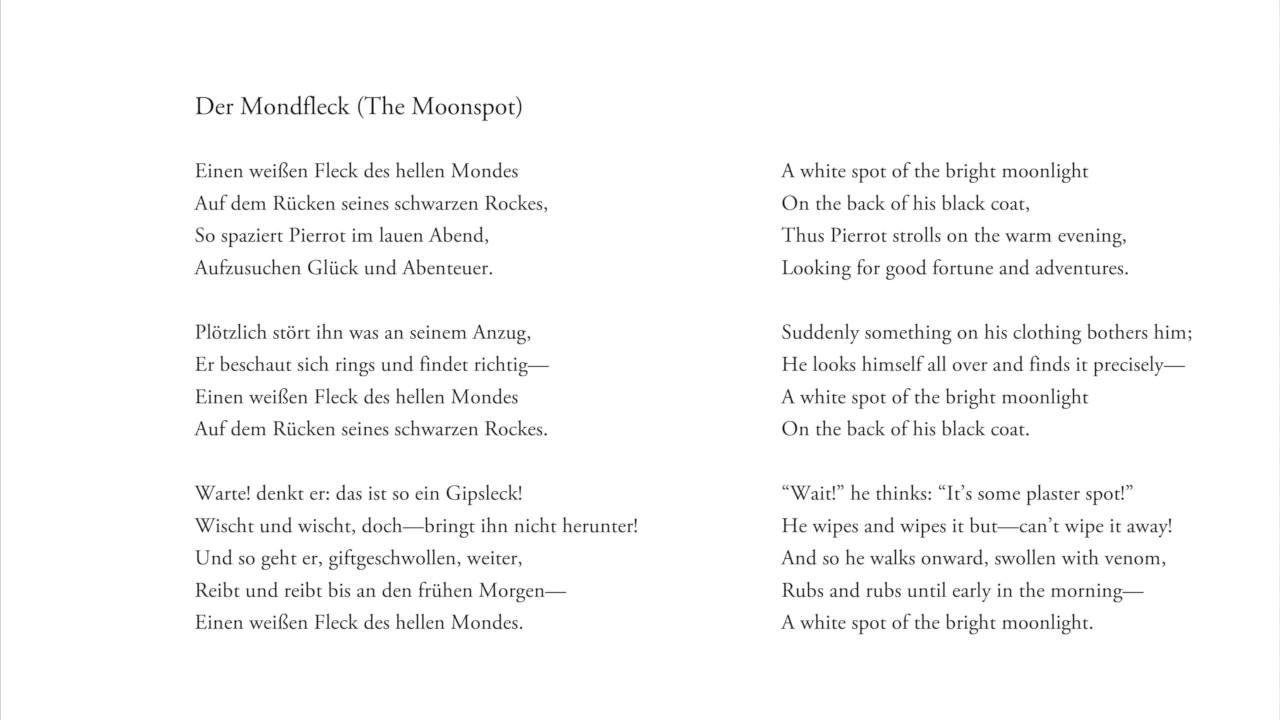 Der Mondfleck (The Moonspot)
Einen weißen Fleck des hellen Mondes
Auf dem Rücken seines schwarzen Rockes,
So spaziert Pierrot im lauen Abend,
Aufzusuchen Glück und Abenteuer.
Plötzlich stört ihn was an seinem Anzug,
Er beschaut sich rings und findet richtig—
Einen weißen Fleck des hellen Mondes
Auf dem Rücken seines schwarzen Rockes.
Warte! denkt er: das ist so ein Gipsleck!
Wischt und wischt, doch—bringt ihn nicht herunter!
Und so geht er, giftgeschwollen, weiter,
Reibt und reibt bis an den frühen Morgen—
Einen weißen Fleck des hellen Mondes.
A white spot of the bright moonlight
On the back of his black coat,
Thus Pierrot strolls on the warm evening,
Looking for good fortune and adventures.
Suddenly something on his clothing bothers him;
He looks himself all over and finds it precisely—
A white spot of the bright moonlight
On the back of his black coat.
“Wait!” he thinks: “It’s some plaster spot!”
He wipes and wipes it but—can’t wipe it away!
And so he walks onward, swollen with venom,
Rubs and rubs until early in the morning—
A white spot of the bright moonlight.